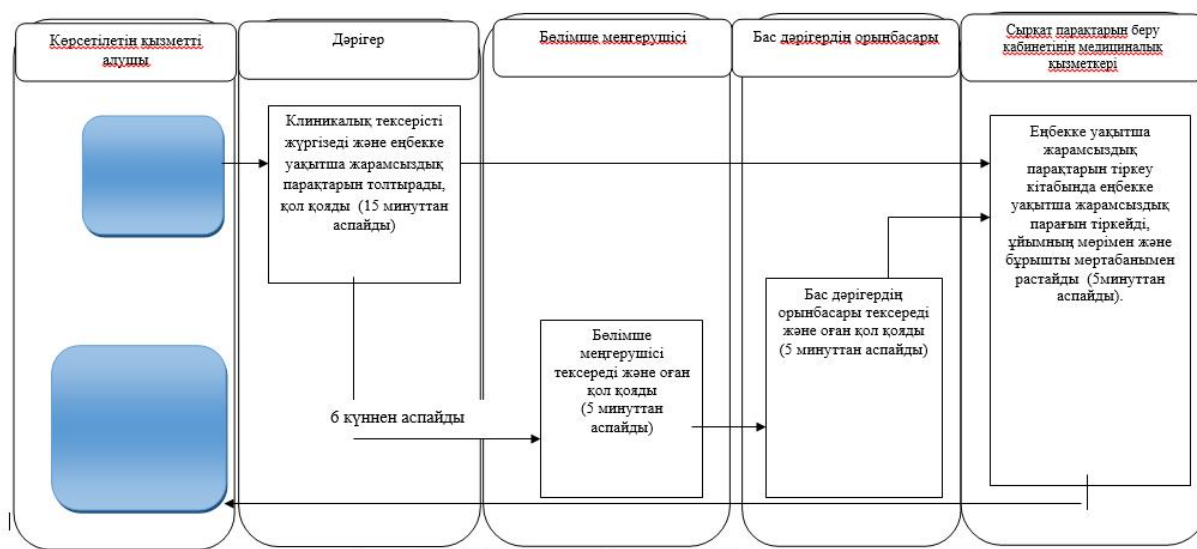 Көрсетілетін қызметті
алушы
Дәрігер
Бөлімше меңгерушісі
Бас дәрігердің орынбасары
Сырқат парақтарын беру
кабинетінің медициналық
қызметкері
Клиникалық тексерісті
жүргізеді және еңбекке
уақытша жарамсыздық
парақтарын толтырады,
қол қояды (15 минуттан
аспайды)
6 күннен аспайды
Бөлімше
меңгерушісі
тексереді және оған
қол қояды
(5 минуттан
аспайды)
Бас дәрігердің
орынбасары тексереді
және оған қол қояды
(5 минуттан аспайды)
Еңбекке уақытша
жарамсыздық
парақтарын тіркеу
кітабында еңбекке
уақытша жарамсыздық
парағын тіркейді,
ұйымның мөрімен және
бұрышты мөртабанымен
растайды (5минуттан
аспайды).